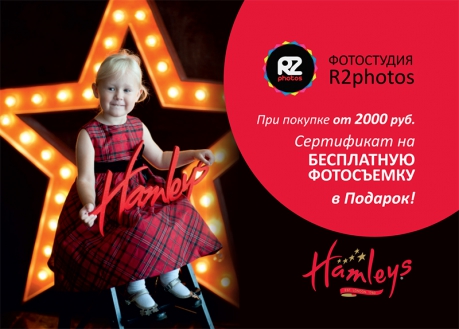 R2
photos
ФОТОСТУДИЯ
R2photos
При покупке от 2000 руб.
Сертификат на
БЕСПЛАТНУЮ
ФОТОСЪЕМКУ
в Подарок!
Hamleys
Hamleys